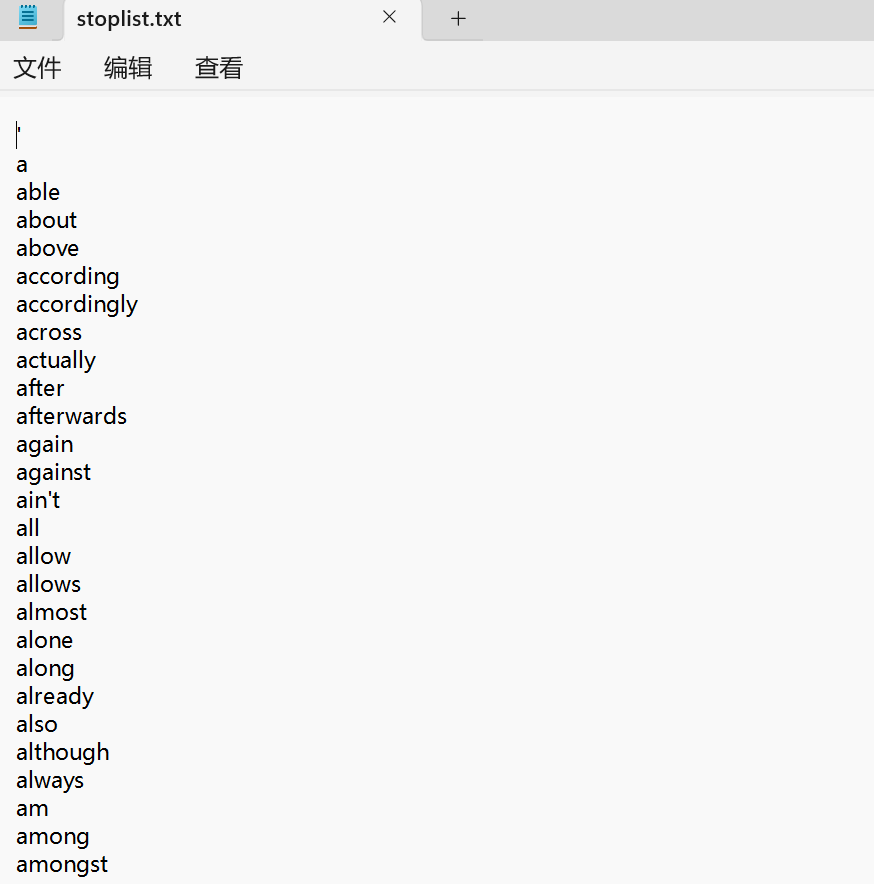 stoplist.txt
文件 编辑 查看
'
a
able
about
above
according
accordingly
across
actually
after
afterwards
again
against
ain't
all
allow
allows
almost
alone
along
already
also
although
always
am
among
amongst